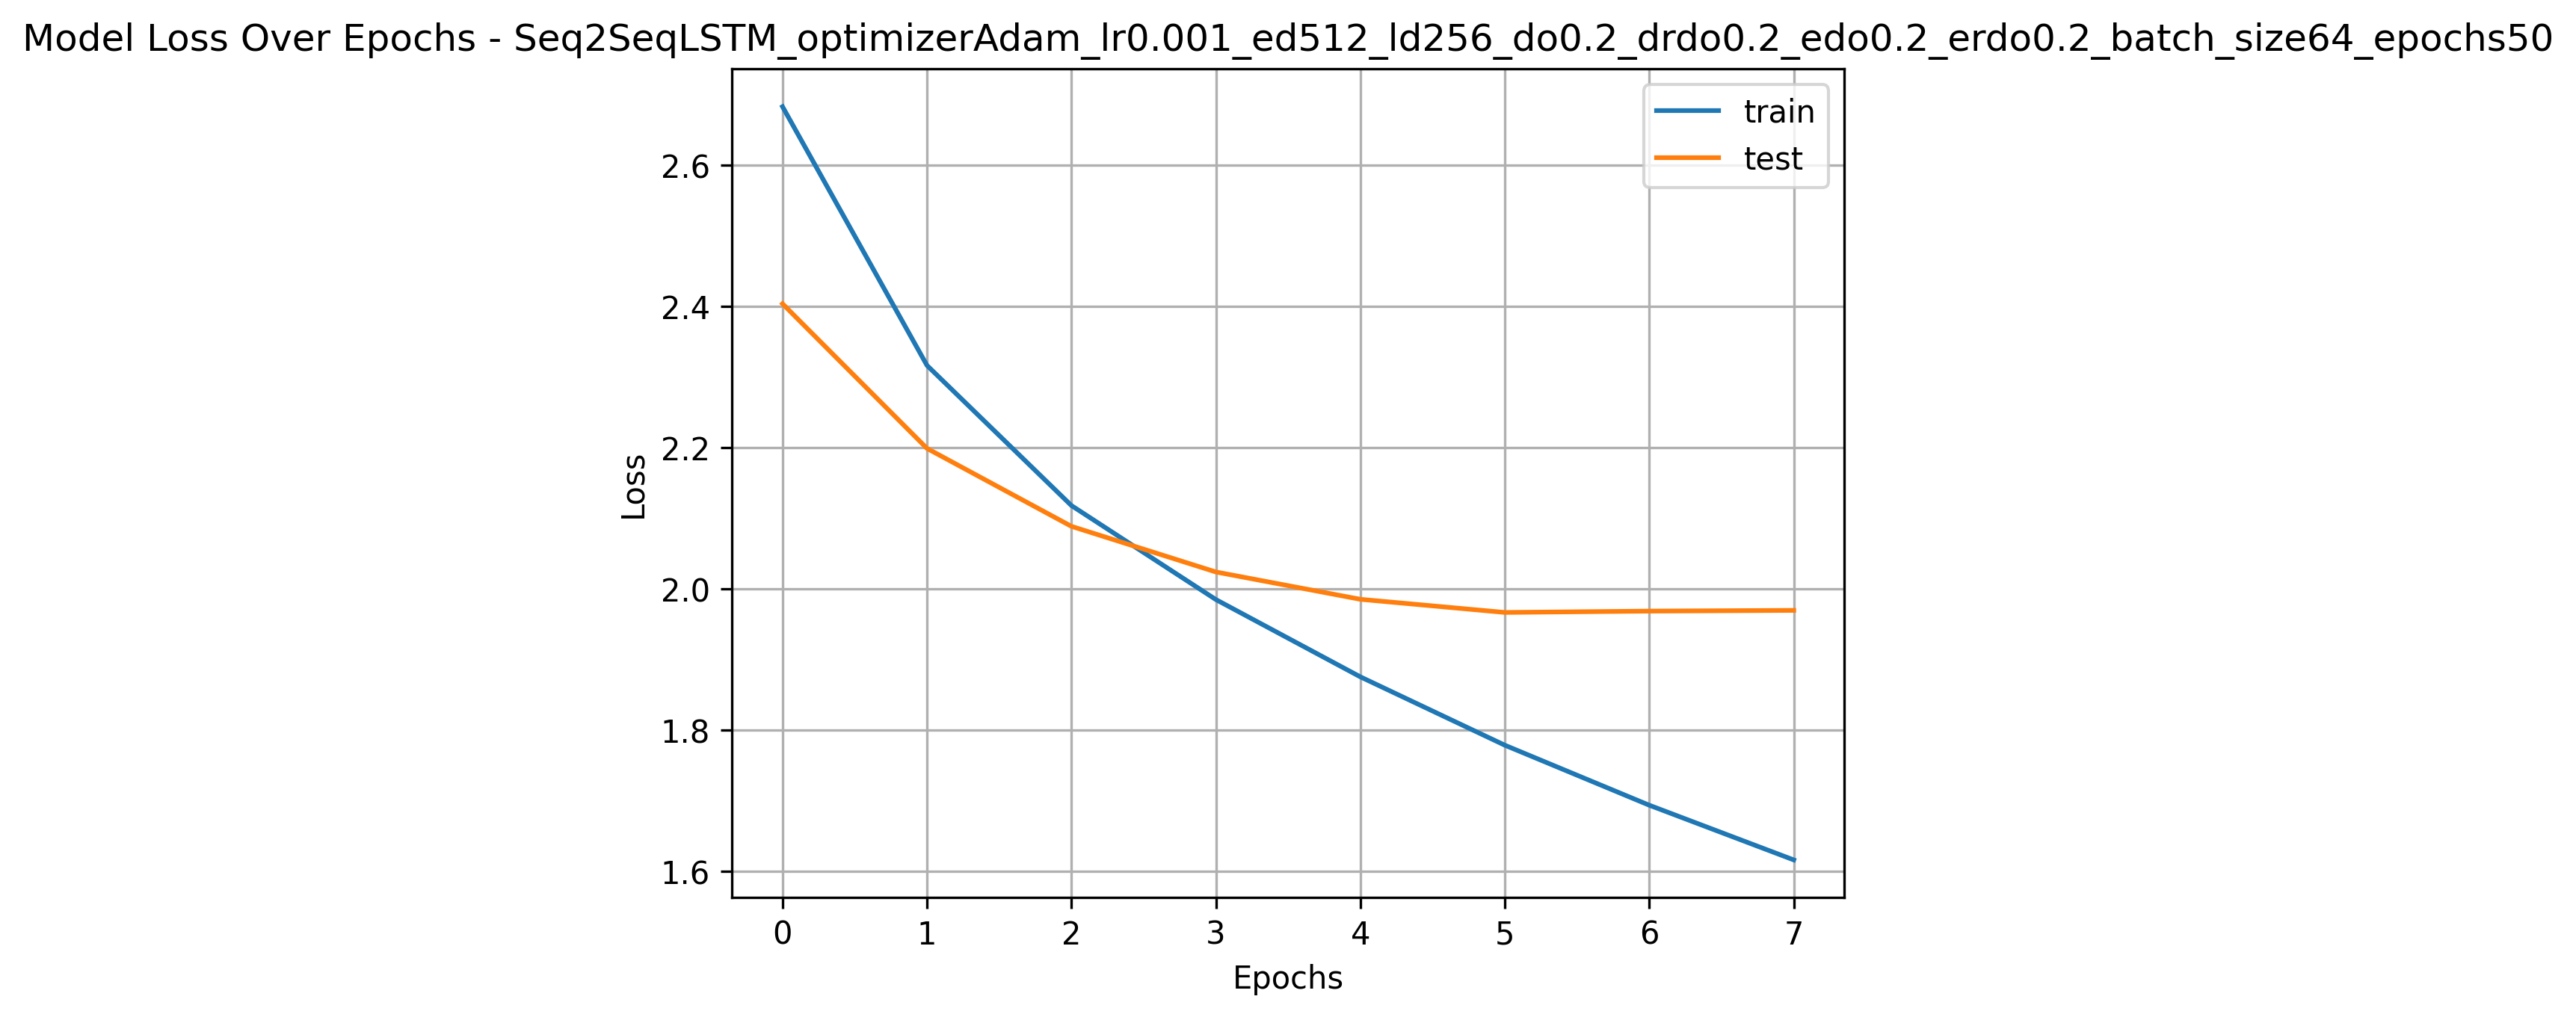 Model Loss Over Epochs - Seq2SeqLSTM_optimizerAdam_lr0.001_ed512_ld256_do0.2_drdo0.2_edo0.2_erdo0.2_batch_size64_epochs50
train
test
Loss
2.6
2.4
2.2
2.0
1.8
1.6
0 1 2 3 4 5 6 7
Epochs